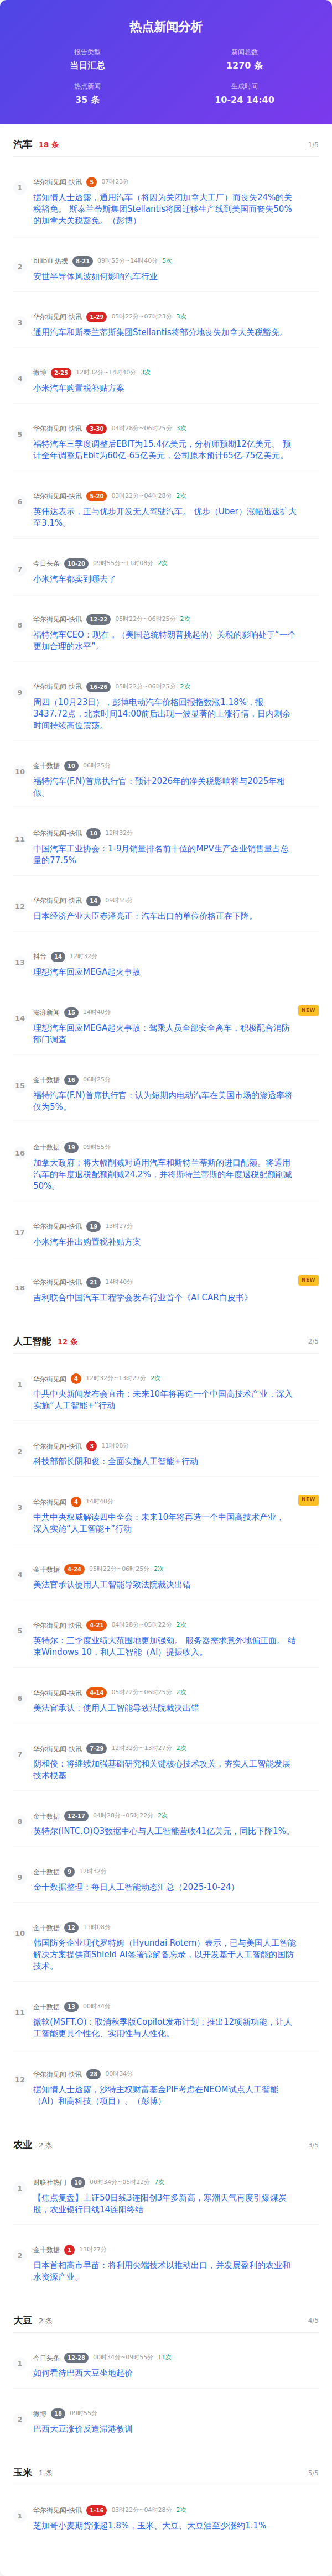 热点新闻分析
报告类型
新闻总数
当日汇总
1270 条
热点新闻
生成时间
35 条
10-24 14:40
汽车 18 条 1/5
1
华尔街见闻-快讯 5 07时23分
据知情人士透露，通用汽车（将因为关闭加拿大工厂）而丧失24%的关
税豁免。 斯泰兰蒂斯集团Stellantis将因迁移生产线到美国而丧失50%
的加拿大关税豁免。（彭博）
2
bilibili 热搜 8-21 09时55分~14时40分 5次
安世半导体风波如何影响汽车行业
3
华尔街见闻-快讯 1-29 05时22分~07时23分 3次
通用汽车和斯泰兰蒂斯集团Stellantis将部分地丧失加拿大关税豁免。
4
微博 2-25 12时32分~14时40分 3次
小米汽车购置税补贴方案
5
华尔街见闻-快讯 3-30 04时28分~06时25分 3次
福特汽车三季度调整后EBIT为15.4亿美元，分析师预期12亿美元。 预
计全年调整后Ebit为60亿-65亿美元，公司原本预计65亿-75亿美元。
6
华尔街见闻-快讯 5-20 03时22分~04时28分 2次
英伟达表示，正与优步开发无人驾驶汽车。 优步（Uber）涨幅迅速扩大
至3.1%。
7
今日头条 10-20 09时55分~11时08分 2次
小米汽车都卖到哪去了
8
华尔街见闻-快讯 12-22 05时22分~06时25分 2次
福特汽车CEO：现在，（美国总统特朗普挑起的）关税的影响处于“一个
更加合理的水平”。
9
华尔街见闻-快讯 16-26 05时22分~06时25分 2次
周四（10月23日），彭博电动汽车价格回报指数涨1.18%，报
3437.72点，北京时间14:00前后出现一波显著的上涨行情，日内剩余
时间持续高位震荡。
10
金十数据 10 06时25分
福特汽车(F.N)首席执行官：预计2026年的净关税影响将与2025年相
似。
11
华尔街见闻-快讯 10 12时32分
中国汽车工业协会：1-9月销量排名前十位的MPV生产企业销售量占总
量的77.5%
12
华尔街见闻-快讯 14 09时55分
日本经济产业大臣赤泽亮正：汽车出口的单位价格正在下降。
13
抖音 14 12时32分
理想汽车回应MEGA起火事故
14
澎湃新闻 15 14时40分 NEW
理想汽车回应MEGA起火事故：驾乘人员全部安全离车，积极配合消防
部门调查
15
金十数据 16 06时25分
福特汽车(F.N)首席执行官：认为短期内电动汽车在美国市场的渗透率将
仅为5%。
16
金十数据 19 09时55分
加拿大政府：将大幅削减对通用汽车和斯特兰蒂斯的进口配额。将通用
汽车的年度退税配额削减24.2%，并将斯特兰蒂斯的年度退税配额削减
50%。
17
华尔街见闻-快讯 19 13时27分
小米汽车推出购置税补贴方案
18
华尔街见闻-快讯 21 14时40分 NEW
吉利联合中国汽车工程学会发布行业首个《AI CAR白皮书》
人工智能 12 条 2/5
1
华尔街见闻 4 12时32分~13时27分 2次
中共中央新闻发布会直击：未来10年将再造一个中国高技术产业，深入
实施“人工智能+”行动
2
华尔街见闻-快讯 3 11时08分
科技部部长阴和俊：全面实施人工智能+行动
3
华尔街见闻 4 14时40分 NEW
中共中央权威解读四中全会：未来10年将再造一个中国高技术产业，
深入实施“人工智能+”行动
4
金十数据 4-24 05时22分~06时25分 2次
美法官承认使用人工智能导致法院裁决出错
5
华尔街见闻-快讯 4-21 04时28分~05时22分 2次
英特尔：三季度业绩大范围地更加强劲。 服务器需求意外地偏正面。 结
束Windows 10，和人工智能（AI）提振收入。
6
华尔街见闻-快讯 4-14 05时22分~06时25分 2次
美法官承认：使用人工智能导致法院裁决出错
7
华尔街见闻-快讯 7-29 12时32分~13时27分 2次
阴和俊：将继续加强基础研究和关键核心技术攻关，夯实人工智能发展
技术根基
8
金十数据 12-17 04时28分~05时22分 2次
英特尔(INTC.O)Q3数据中心与人工智能营收41亿美元，同比下降1%。
9
金十数据 9 12时32分
金十数据整理：每日人工智能动态汇总（2025-10-24）
10
金十数据 12 11时08分
韩国防务企业现代罗特姆（Hyundai Rotem）表示，已与美国人工智能
解决方案提供商Shield AI签署谅解备忘录，以开发基于人工智能的国防
技术。
11
金十数据 13 00时34分
微软(MSFT.O)：取消秋季版Copilot发布计划；推出12项新功能，让人
工智能更具个性化、实用性与人性化。
12
华尔街见闻-快讯 28 00时34分
据知情人士透露，沙特主权财富基金PIF考虑在NEOM试点人工智能
（AI）和高科技（项目）。（彭博）
农业 2 条 3/5
1
财联社热门 10 00时34分~05时22分 7次
【焦点复盘】上证50日线3连阳创3年多新高，寒潮天气再度引爆煤炭
股，农业银行日线14连阳终结
2
金十数据 1 13时27分
日本首相高市早苗：将利用尖端技术以推动出口，并发展盈利的农业和
水资源产业。
大豆 2 条 4/5
1
今日头条 12-28 00时34分~09时55分 11次
如何看待巴西大豆坐地起价
2
微博 18 09时55分
巴西大豆涨价反遭滞港教训
玉米 1 条 5/5
1
华尔街见闻-快讯 1-16 03时22分~04时28分 2次
芝加哥小麦期货涨超1.8%，玉米、大豆、大豆油至少涨约1.1%